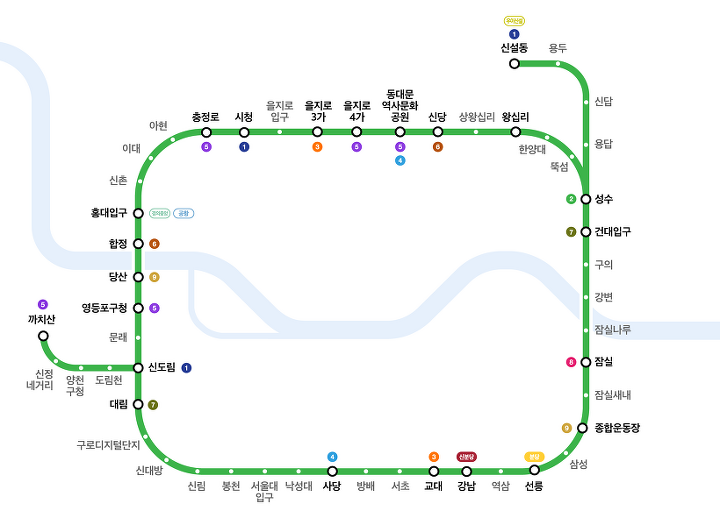 우이신설
1
신설동
용두
신답
용답
동대문
역사문화
공원
을지로
입구
을지로
3가
을지로
4가
충정로
시청
신당
상왕십리
왕십리
5
1
3
5
5
4
6
아현
이대
신촌
한양대
뚝섬
2
성수
홍대입구
경의중앙
공항
7
건대입구
합정
6
구의
당산
9
강변
5
까치산
영등포구청
5
잠실나루
문래
신정
네거리
양천
구청
도림천
신도림
1
8
잠실
대림
7
잠실새내
9
종합운동장
구로디지털단지
신대방
삼성
4
3
신분당
분당
신림
봉천
서울대
입구
낙성대
사당
방배
서초
교대
강남
역삼
선릉